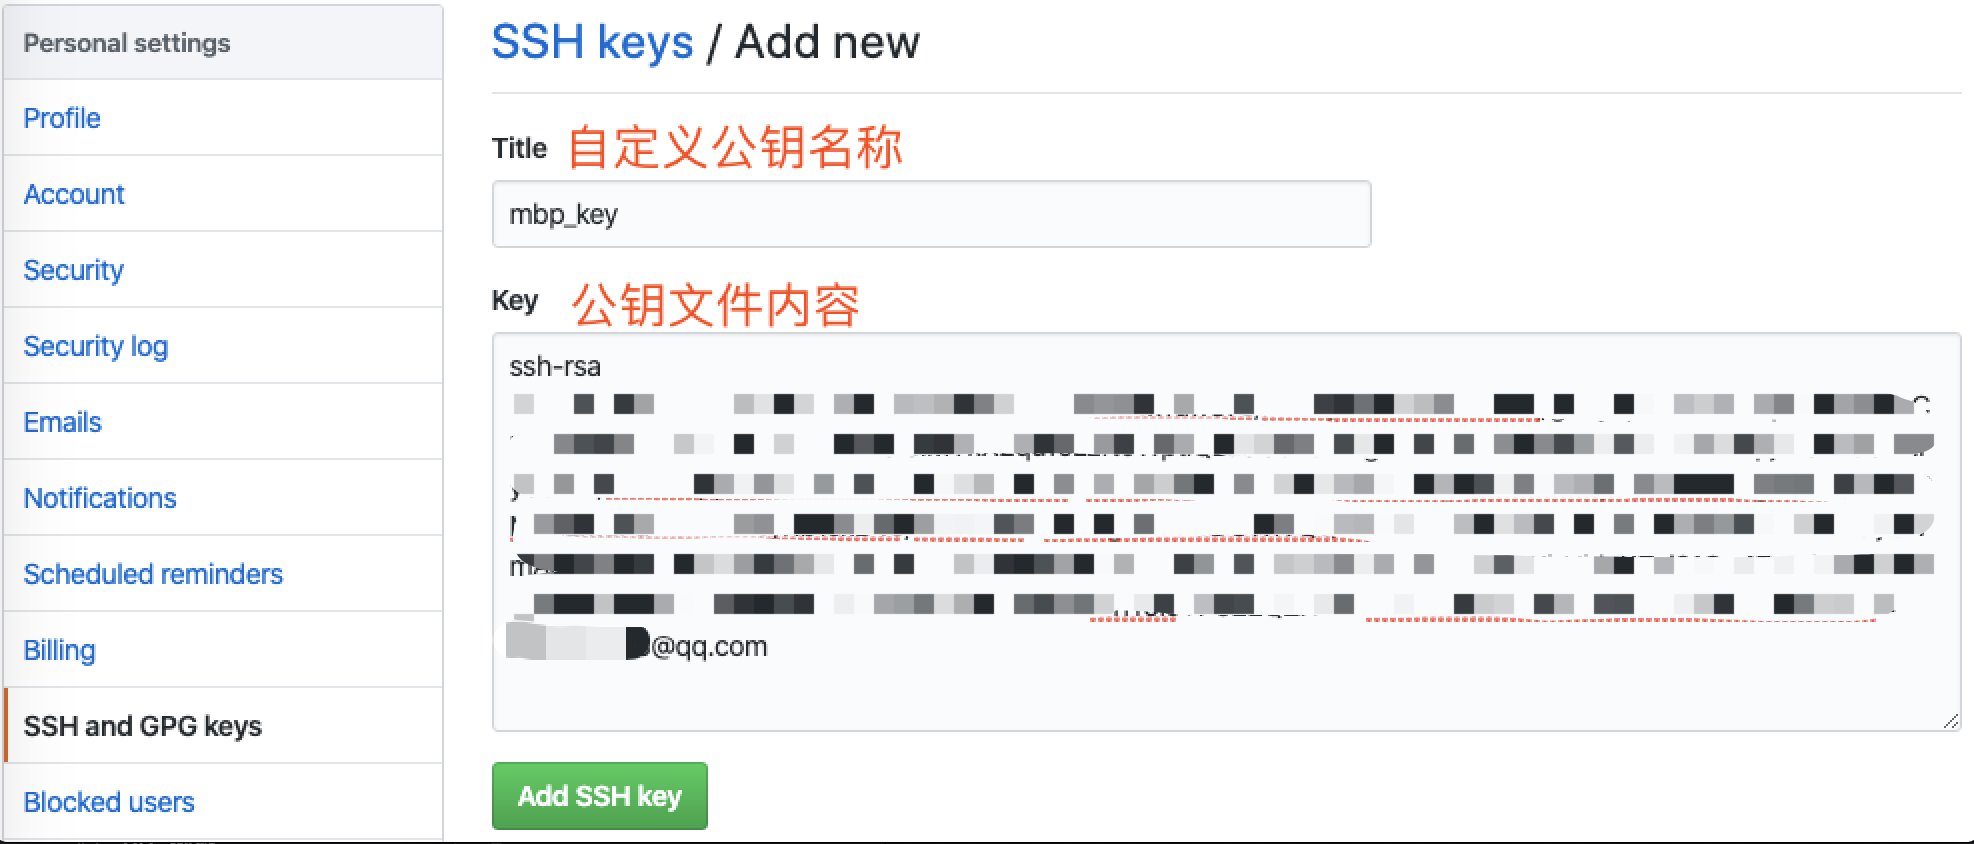 Personal settings
Profile
Account
Security
Security log
Emails
Notifications
Scheduled reminders
Billing
SSH and GPG keys
Blocked users
SSH keys / Add new
Title 自定义公钥名称
mbp_key
Key 公钥文件内容
ssh-rsa
@qq.com
Add SSH key